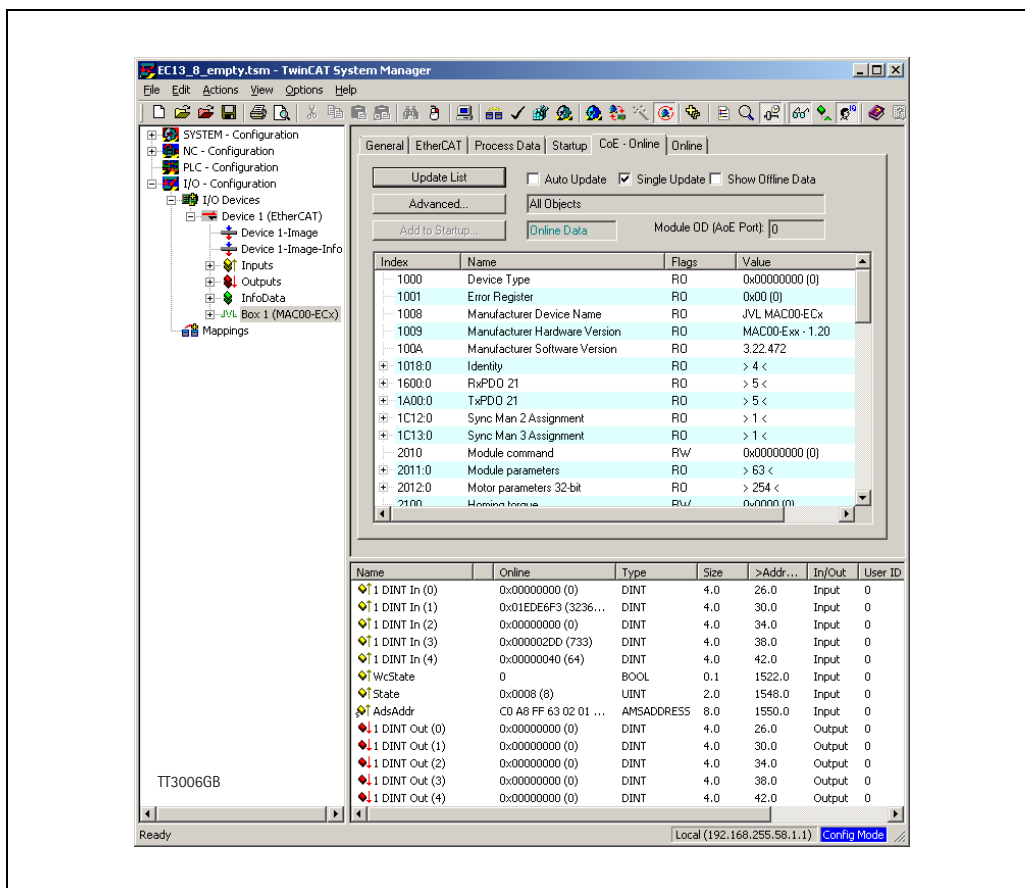 EC13_8_empty.tsm - TwinCAT System Manager
File Edit Actions View Options Help
SYSTEM - Configuration
NC - Configuration
PLC - Configuration
I/O - Configuration
I/O Devices
Device 1 (EtherCAT)
Device 1-Image
Device 1-Image-Info
Inputs
Outputs
InfoData
JVL Box 1 (MAC00-ECx)
Mappings
TT3006GB
General EtherCAT Process Data Startup CoE - Online Online
Update List Auto Update Single Update Show Offline Data
Advanced... All Objects
Add to Startup... Online Data Module OD (AoE Port): 0
Index Name Flags Value
1000 Device Type RO 0x00000000 (0)
1001 Error Register RO 0x00 (0)
1008 Manufacturer Device Name RO JVL MAC00-ECx
1009 Manufacturer Hardware Version RO MAC00-Exx - 1.20
100A Manufacturer Software Version RO 3.22.472
1018:0 Identity RO > 4 <
1600:0 RxPDO 21 RO > 5 <
1A00:0 TxPDO 21 RO > 5 <
1C12:0 Sync Man 2 Assignment RO > 1 <
1C13:0 Sync Man 3 Assignment RO > 1 <
2010 Module command RW 0x00000000 (0)
2011:0 Module parameters RO > 63 <
2012:0 Motor parameters 32-bit RO > 254 <
2100 Homing torque RW 0x0000 (0)
Name Online Type Size >Addr... In/Out User ID
1 DINT In (0) 0x00000000 (0) DINT 4.0 26.0 Input 0
1 DINT In (1) 0x01EDE6F3 (3236... DINT 4.0 30.0 Input 0
1 DINT In (2) 0x00000000 (0) DINT 4.0 34.0 Input 0
1 DINT In (3) 0x000002DD (733) DINT 4.0 38.0 Input 0
1 DINT In (4) 0x00000040 (64) DINT 4.0 42.0 Input 0
WcState 0 BOOL 0.1 1522.0 Input 0
State 0x0008 (8) UINT 2.0 1548.0 Input 0
AdsAddr C0 A8 FF 63 02 01 ... AMSADDRESS 8.0 1550.0 Input 0
1 DINT Out (0) 0x00000000 (0) DINT 4.0 26.0 Output 0
1 DINT Out (1) 0x00000000 (0) DINT 4.0 30.0 Output 0
1 DINT Out (2) 0x00000000 (0) DINT 4.0 34.0 Output 0
1 DINT Out (3) 0x00000000 (0) DINT 4.0 38.0 Output 0
1 DINT Out (4) 0x00000000 (0) DINT 4.0 42.0 Output 0
Ready Local (192.168.255.58.1.1) Config Mode